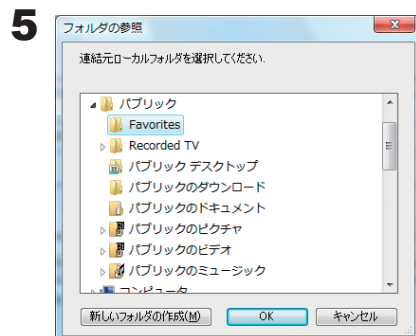 5
フォルダの参照
連結元ローカルフォルダを選択してください.
パブリック
Favorites
Recorded TV
パブリック デスクトップ
パブリックのダウンロード
パブリックのドキュメント
パブリックのピクチャ
パブリックのビデオ
パブリックのミュージック
コンピュータ
新しいフォルダの作成(M) OK キャンセル